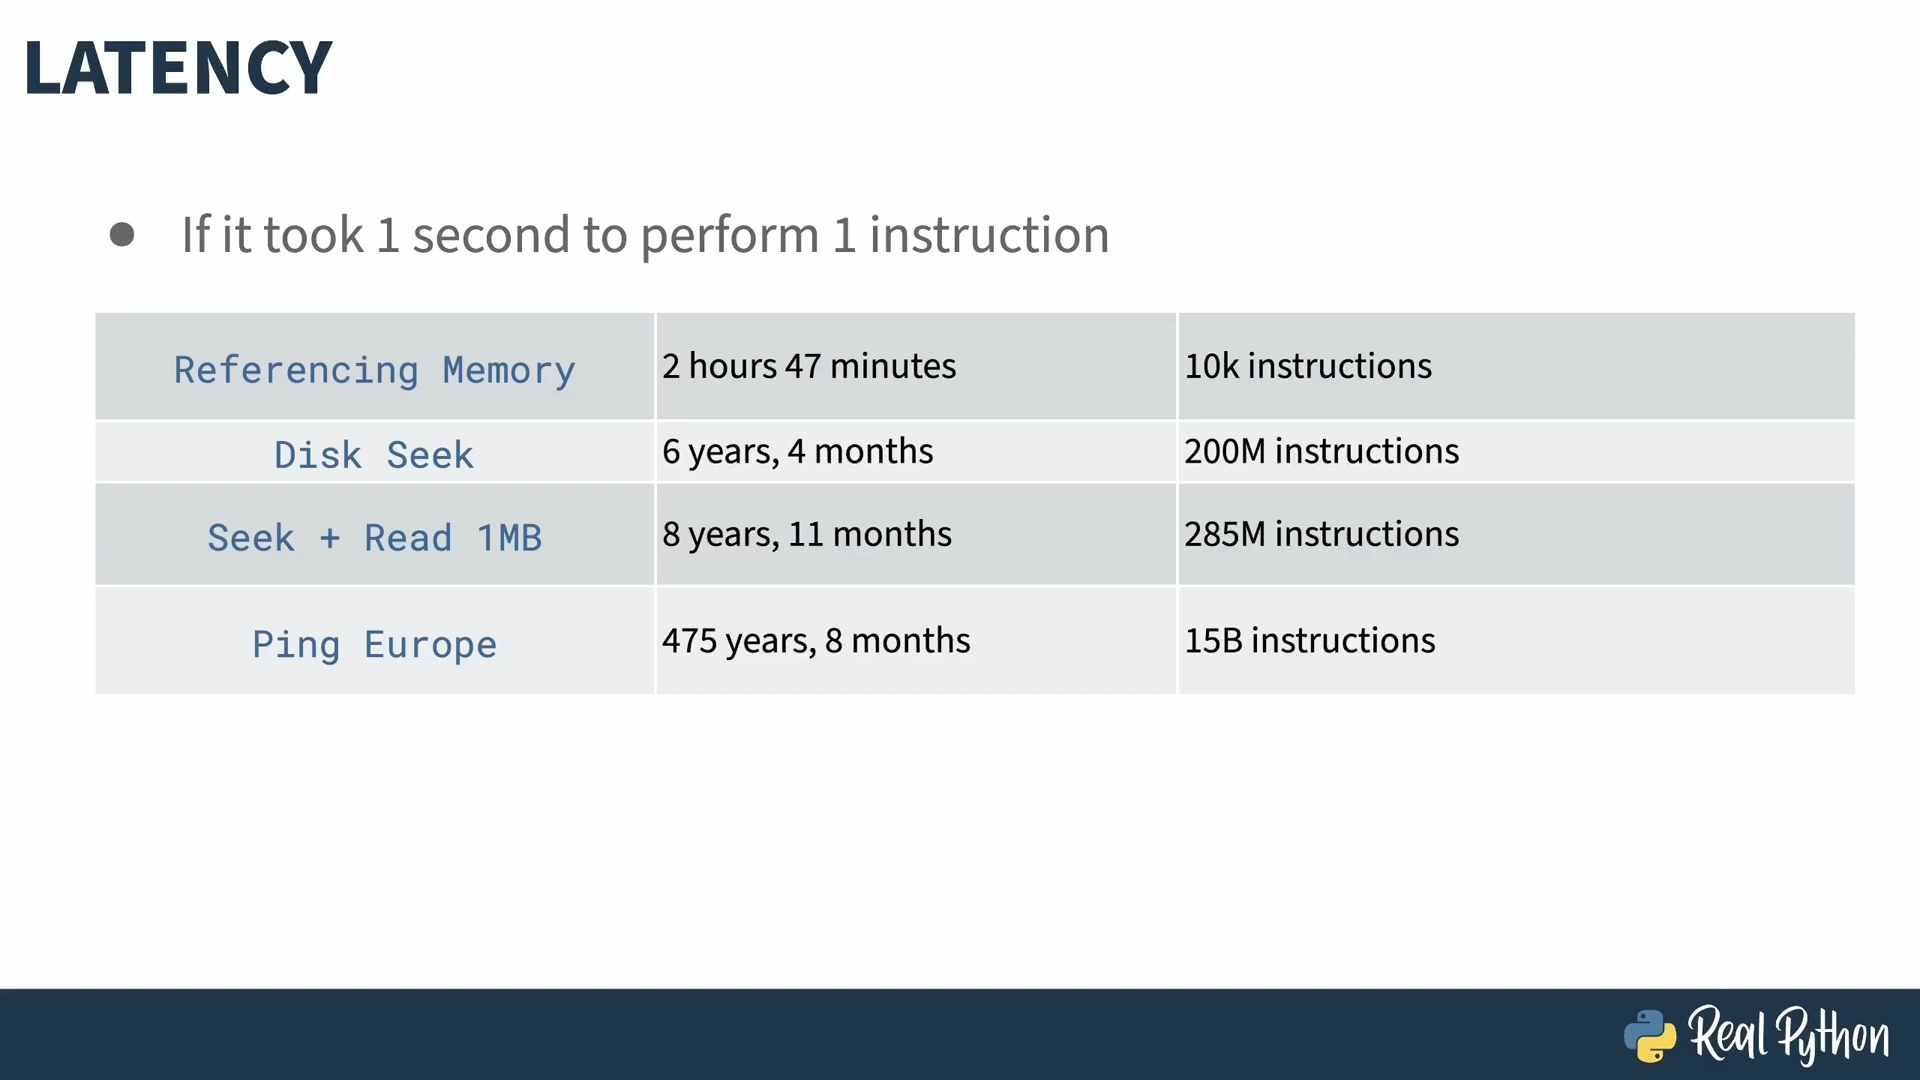 LATENCY
● If it took 1 second to perform 1 instruction
Referencing Memory 2 hours 47 minutes 10k instructions
Disk Seek 6 years, 4 months 200M instructions
Seek + Read 1MB 8 years, 11 months 285M instructions
Ping Europe 475 years, 8 months 15B instructions
Real Python